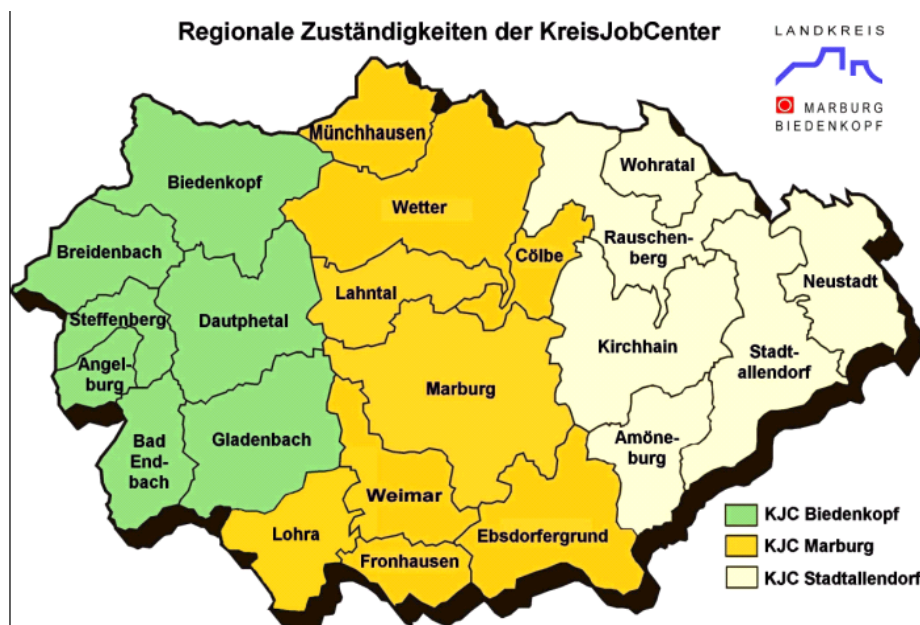 Regionale Zuständigkeiten der KreisJobCenter
LANDKREIS
MARBURG
BIEDENKOPF
Münchhausen
Biedenkopf
Wohratal
Wetter
Breidenbach
Cölbe
Rauschen-
berg
Neustadt
Lahntal
Steffenberg
Dautphetal
Kirchhain
Stadt-
allendorf
Angel-
burg
Marburg
Bad
End-
bach
Gladenbach
Amöne-
burg
Weimar
Lohra
Ebsdorfergrund
Fronhausen
KJC Biedenkopf
KJC Marburg
KJC Stadtallendorf